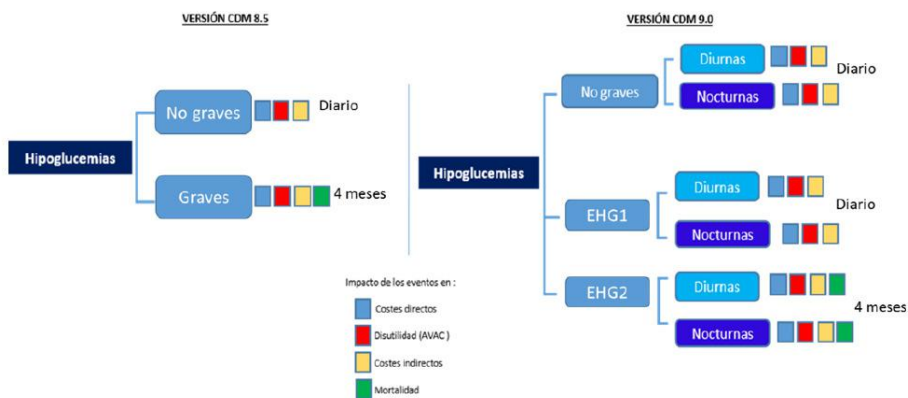 VERSIÓN CDM 8.5
Hipoglucemias
No graves
Diario
Graves
4 meses
VERSIÓN CDM 9.0
Hipoglucemias
No graves
Diurnas
Nocturnas
Diario
EHG1
Diurnas
Nocturnas
Diario
EHG2
Diurnas
Nocturnas
4 meses
Impacto de los eventos en :
Costes directos
Disutilidad (AVAC )
Costes indirectos
Mortalidad